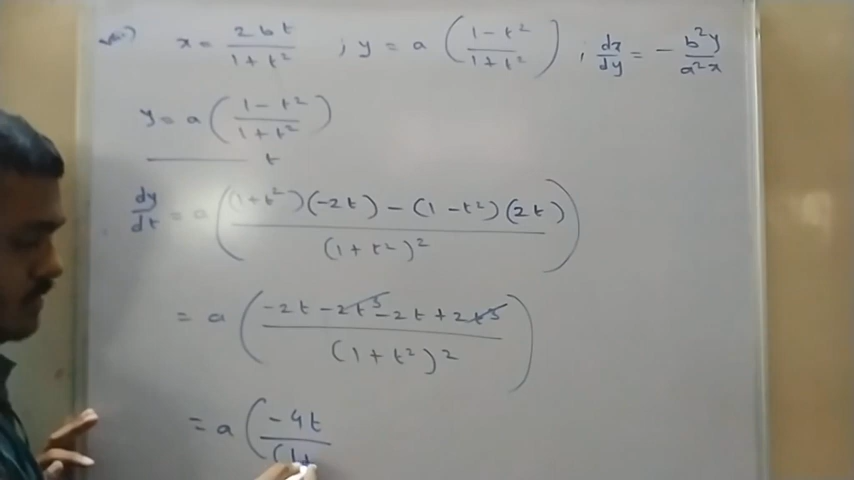 x = 2bt / 1+t² ; y = a (1-t² / 1+t²) ; dx/dy = - b²y / a²x
y = a (1-t² / 1+t²)
t
dy/dt = a ((1+t²)(-2t) - (1-t²)(2t) / (1+t²)²)
= a (-2t - 2t³ - 2t + 2t³ / (1+t²)²)
= a (-4t / (1+